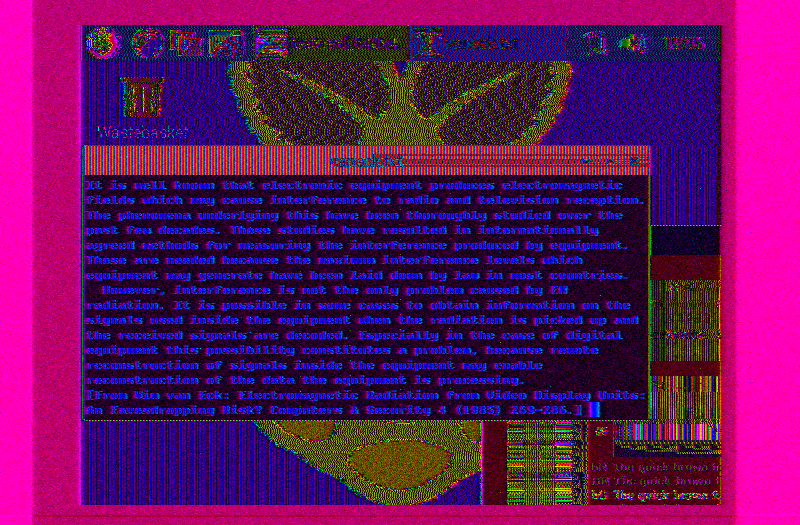 Wastebasket
It is well known that electronic equipment produces electromagnetic
fields which may cause interference to radio and television reception.
The phenomena underlying this have been thoroughly studied over the
past few decades. These studies have resulted in internationally
agreed methods for measuring the interference produced by equipment.
These are needed because the maximum interference levels which
equipment may generate have been laid down by law in most countries.
However, interference is not the only problem caused by EM
radiation. It is possible in some cases to obtain information on the
signals used inside the equipment when the radiation is picked up and
the received signals are decoded. Especially in the case of digital
equipment this possibility constitutes a problem, because remote
reconstruction of signals inside the equipment may enable
reconstruction of the data the equipment is processing.
[From Wim van Eck: Electromagnetic Radiation from Video Display Units:
An Eavesdropping Risk? Computers & Security 4 (1985) 269-286.]
The quick brown f
The quick brown f
The quick brown f